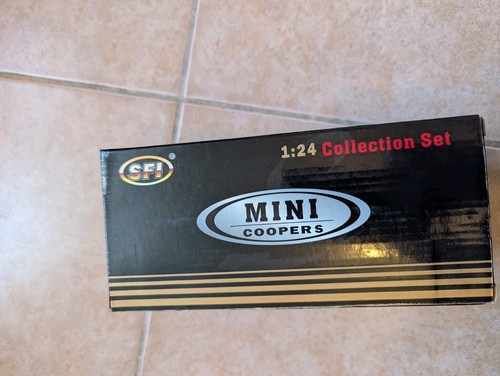 SFI®
1:24 Collection Set
MINI
COOPERS